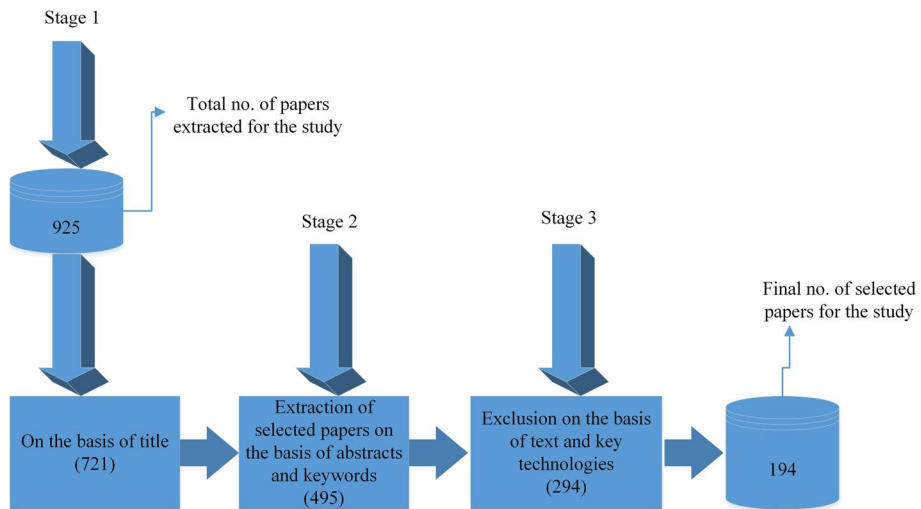 Stage 1
Total no. of papers
extracted for the study
925
Stage 2
Stage 3
Final no. of selected
papers for the study
On the basis of title
(721)
Extraction of
selected papers on
the basis of abstracts
and keywords
(495)
Exclusion on the basis
of text and key
technologies
(294)
194